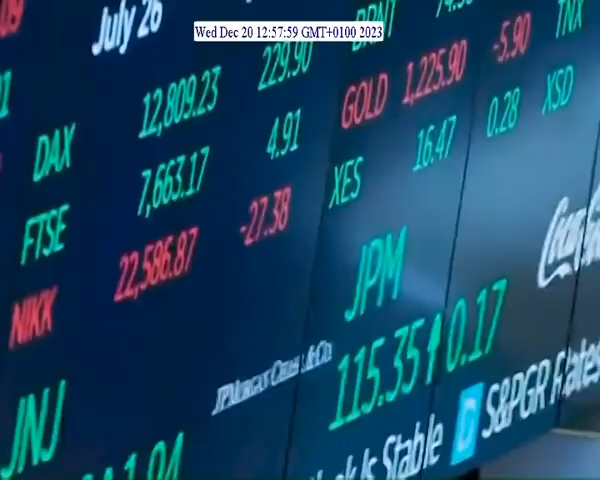 Wed Dec 20 12:57:59 GMT+0100 2023
July 26
BRNT
TNX
229.90
GOLD 1,225.90 -5.90
DAX 12,809.23
4.91
XES 16.47 0.28 XSD
FTSE 7,663.17
-27.38
NIKK 22,586.87
JPM
115.35 0.17
JPMorgan Chase & Co.
JNJ
Is Stable
S&PGR